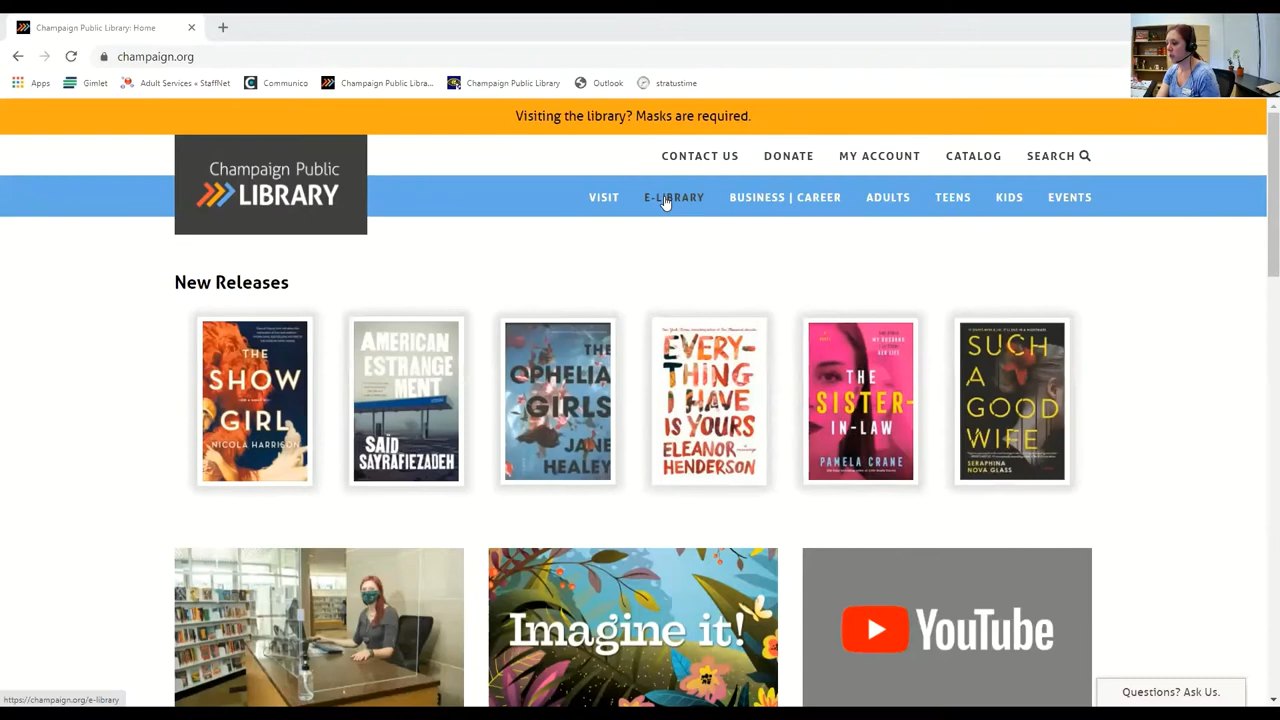 Champaign Public Library: Home
champaign.org
Apps
Gimlet
Adult Services » StaffNet
Communico
Champaign Public Libra...
Champaign Public Library
Outlook
stratustime
Visiting the library? Masks are required.
CONTACT US
DONATE
MY ACCOUNT
CATALOG
SEARCH
Champaign Public
LIBRARY
VISIT
E-LIBRARY
BUSINESS | CAREER
ADULTS
TEENS
KIDS
EVENTS
New Releases
THE
SHOW
GIRL
NICOLA HARRISON
AMERICAN
ESTRANGE
MENT
SAÏD
SAYRAFIEZADEH
THE
OPHELIA
GIRLS
JANE
HEALEY
EVERY-
THING
I HAVE
IS YOURS
ELEANOR
HENDERSON
THE
SISTER-
IN-LAW
PAMELA CRANE
SUCH
A
GOOD
WIFE
SERAPHINA
NOVA GLASS
Imagine it!
YouTube
https://champaign.org/e-library
Questions? Ask Us.